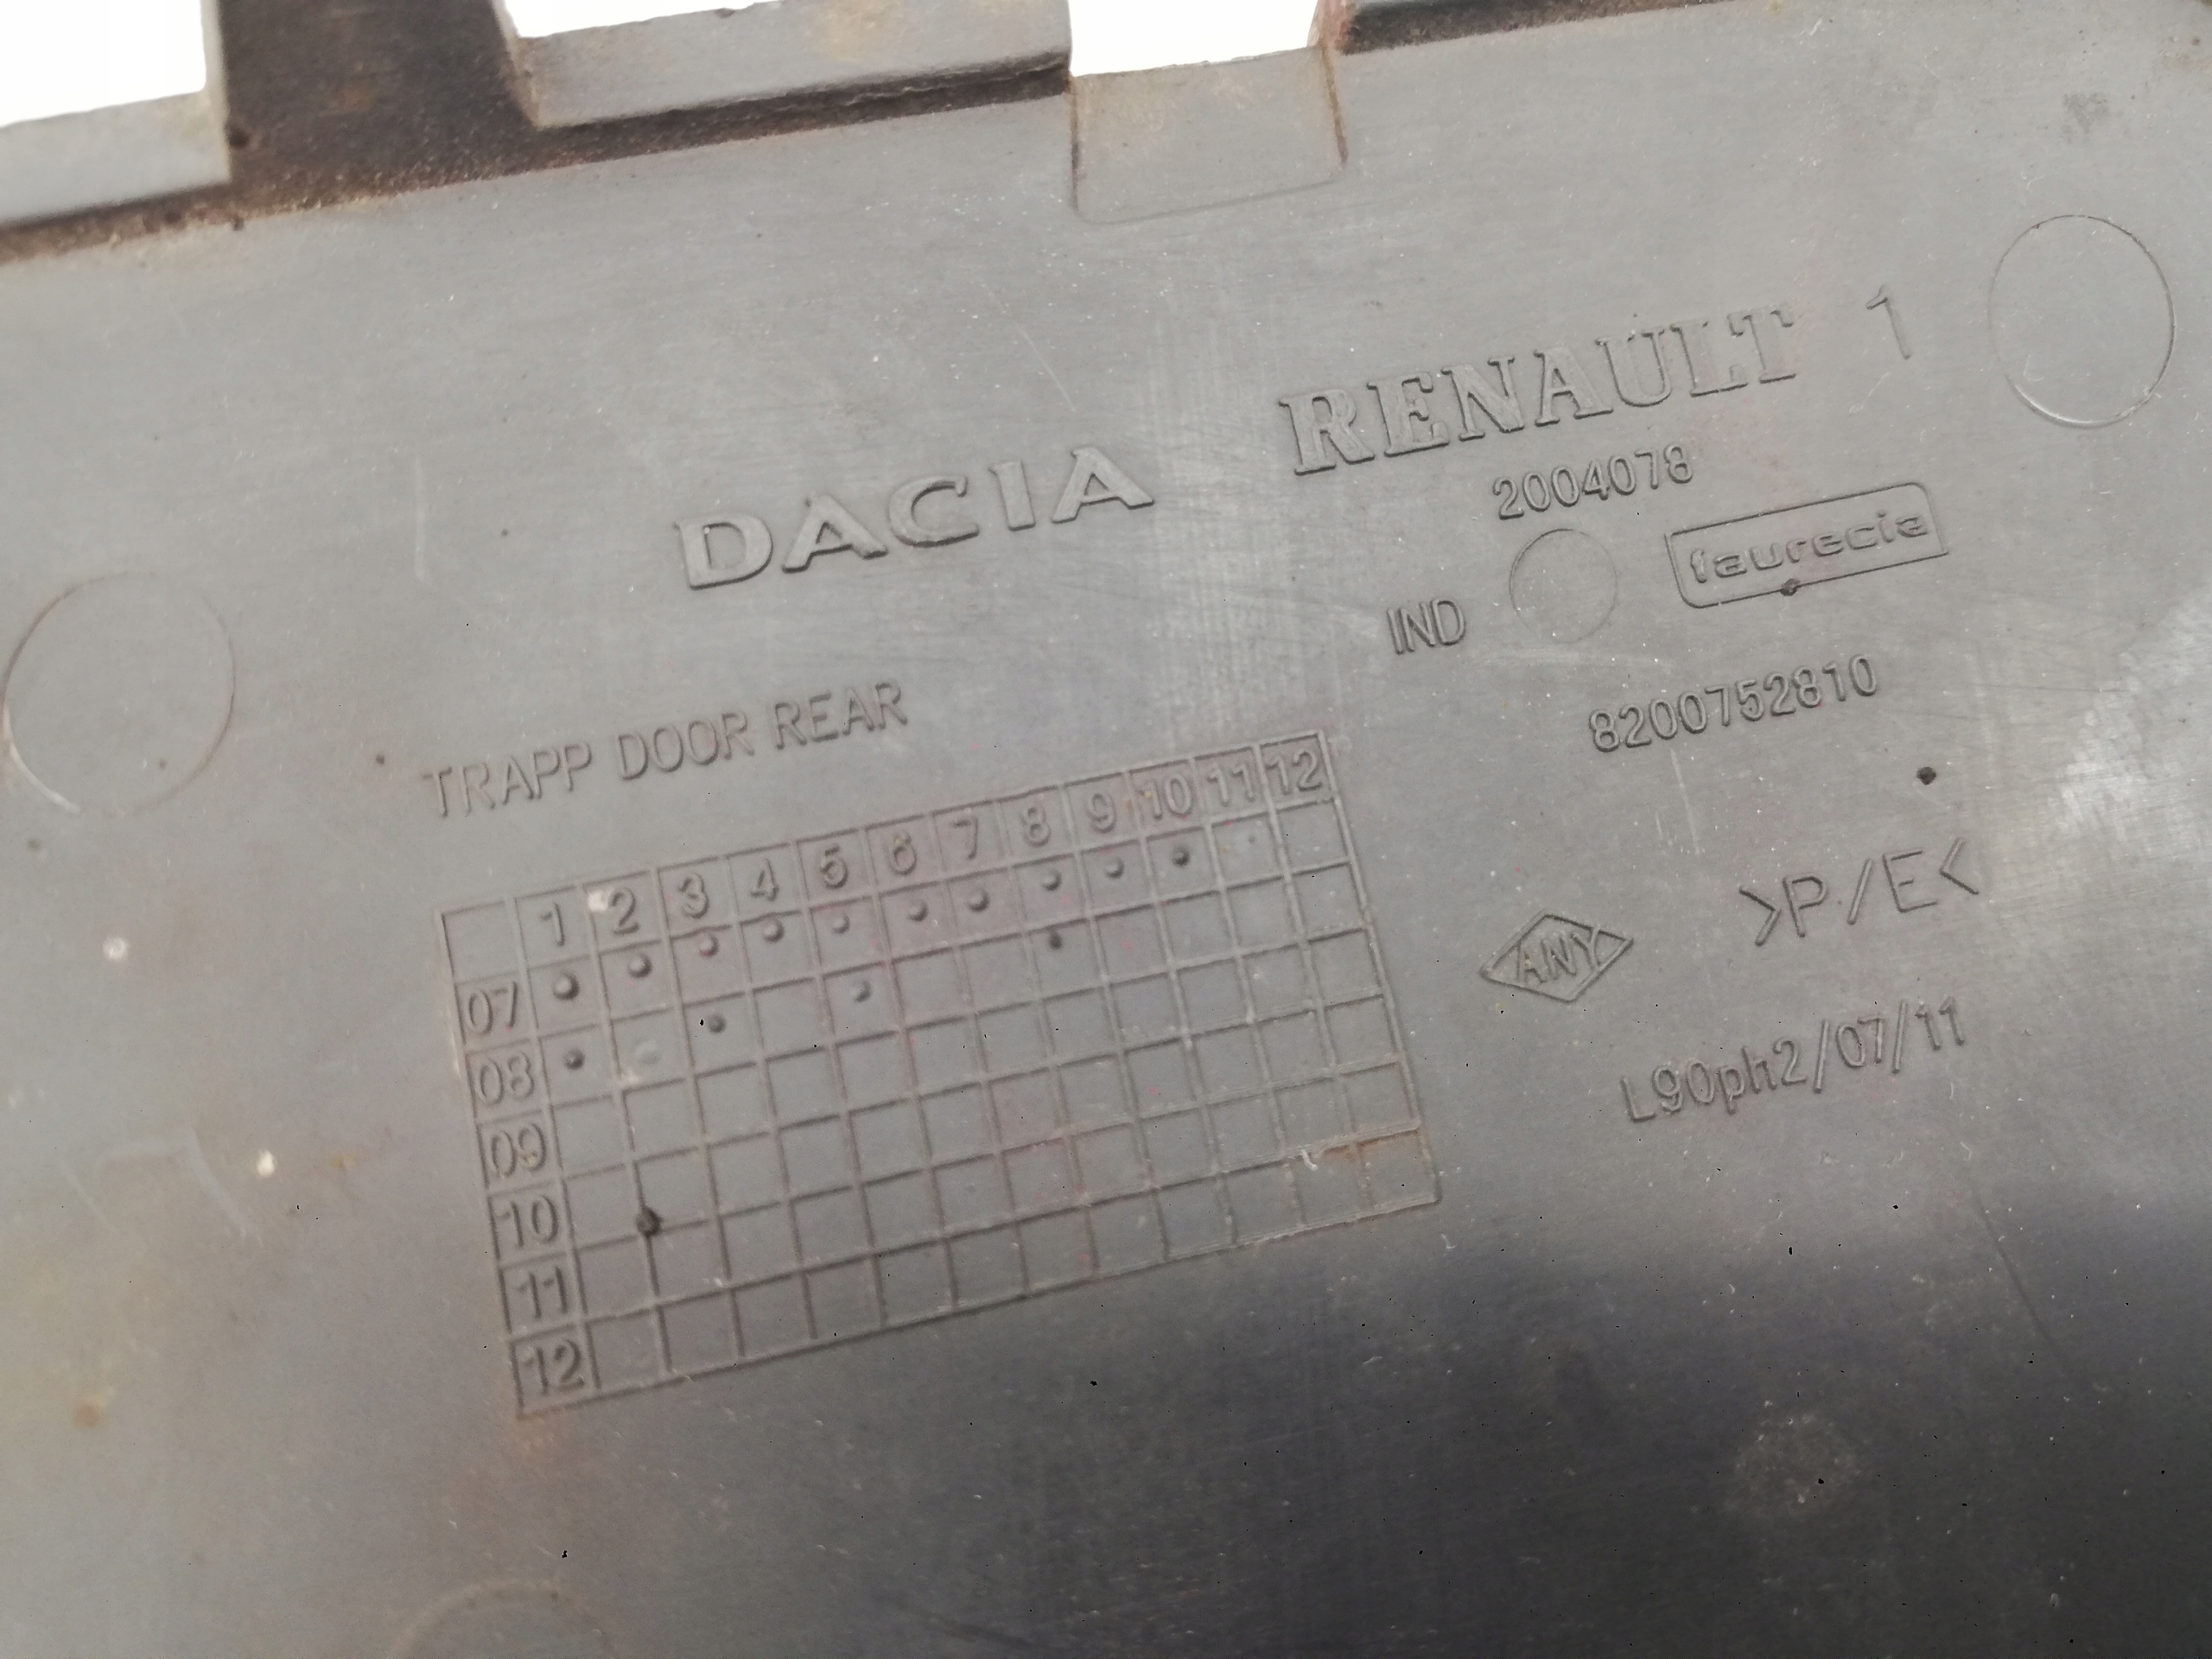 DACIA RENAULT 1
2004078
IND faurecia
TRAPP DOOR REAR
8200752810
>P/E<
ANY
L90ph2/07/11
1 2 3 4 5 6 7 8 9 10 11 12
07
08
09
10
11
12